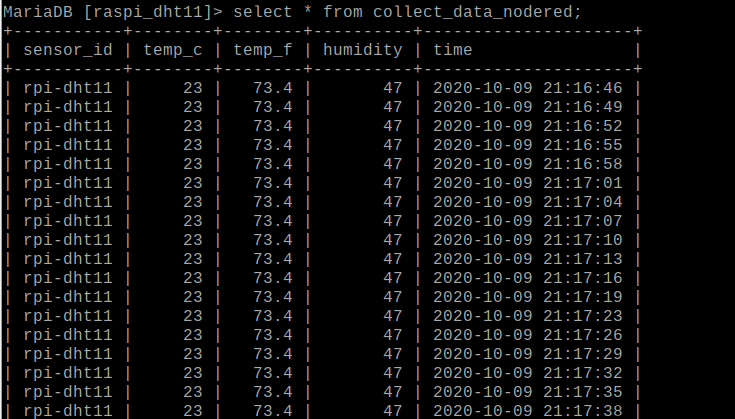 MariaDB [raspi_dht11]> select * from collect_data_nodered;
+-----------+--------+--------+----------+---------------------+
| sensor_id | temp_c | temp_f | humidity | time                |
+-----------+--------+--------+----------+---------------------+
| rpi-dht11 |     23 |   73.4 |       47 | 2020-10-09 21:16:46 |
| rpi-dht11 |     23 |   73.4 |       47 | 2020-10-09 21:16:49 |
| rpi-dht11 |     23 |   73.4 |       47 | 2020-10-09 21:16:52 |
| rpi-dht11 |     23 |   73.4 |       47 | 2020-10-09 21:16:55 |
| rpi-dht11 |     23 |   73.4 |       47 | 2020-10-09 21:16:58 |
| rpi-dht11 |     23 |   73.4 |       47 | 2020-10-09 21:17:01 |
| rpi-dht11 |     23 |   73.4 |       47 | 2020-10-09 21:17:04 |
| rpi-dht11 |     23 |   73.4 |       47 | 2020-10-09 21:17:07 |
| rpi-dht11 |     23 |   73.4 |       47 | 2020-10-09 21:17:10 |
| rpi-dht11 |     23 |   73.4 |       47 | 2020-10-09 21:17:13 |
| rpi-dht11 |     23 |   73.4 |       47 | 2020-10-09 21:17:16 |
| rpi-dht11 |     23 |   73.4 |       47 | 2020-10-09 21:17:19 |
| rpi-dht11 |     23 |   73.4 |       47 | 2020-10-09 21:17:23 |
| rpi-dht11 |     23 |   73.4 |       47 | 2020-10-09 21:17:26 |
| rpi-dht11 |     23 |   73.4 |       47 | 2020-10-09 21:17:29 |
| rpi-dht11 |     23 |   73.4 |       47 | 2020-10-09 21:17:32 |
| rpi-dht11 |     23 |   73.4 |       47 | 2020-10-09 21:17:35 |
| rpi-dht11 |     23 |   73.4 |       47 | 2020-10-09 21:17:38 |